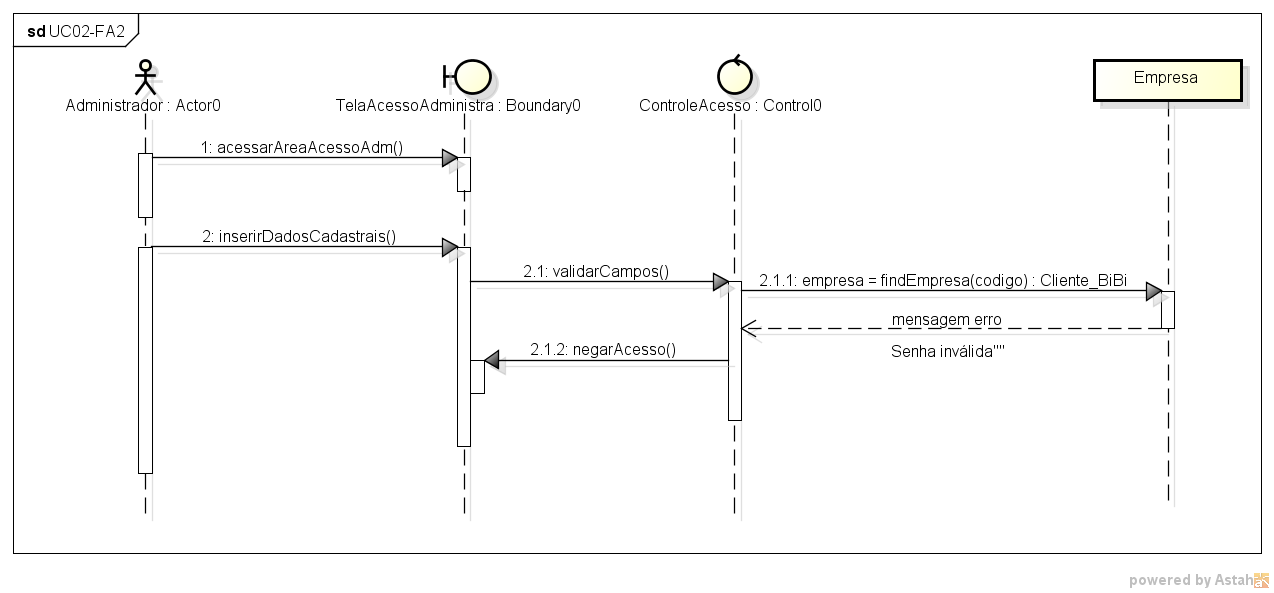 sd UC02-FA2
Administrador : Actor0
TelaAcessoAdministra : Boundary0
ControleAcesso : Control0
Empresa
1: acessarAreaAcessoAdm()
2: inserirDadosCadastrais()
2.1: validarCampos()
2.1.1: empresa = findEmpresa(codigo) : Cliente_BiBi
mensagem erro
Senha inválida""
2.1.2: negarAcesso()
powered by Astah